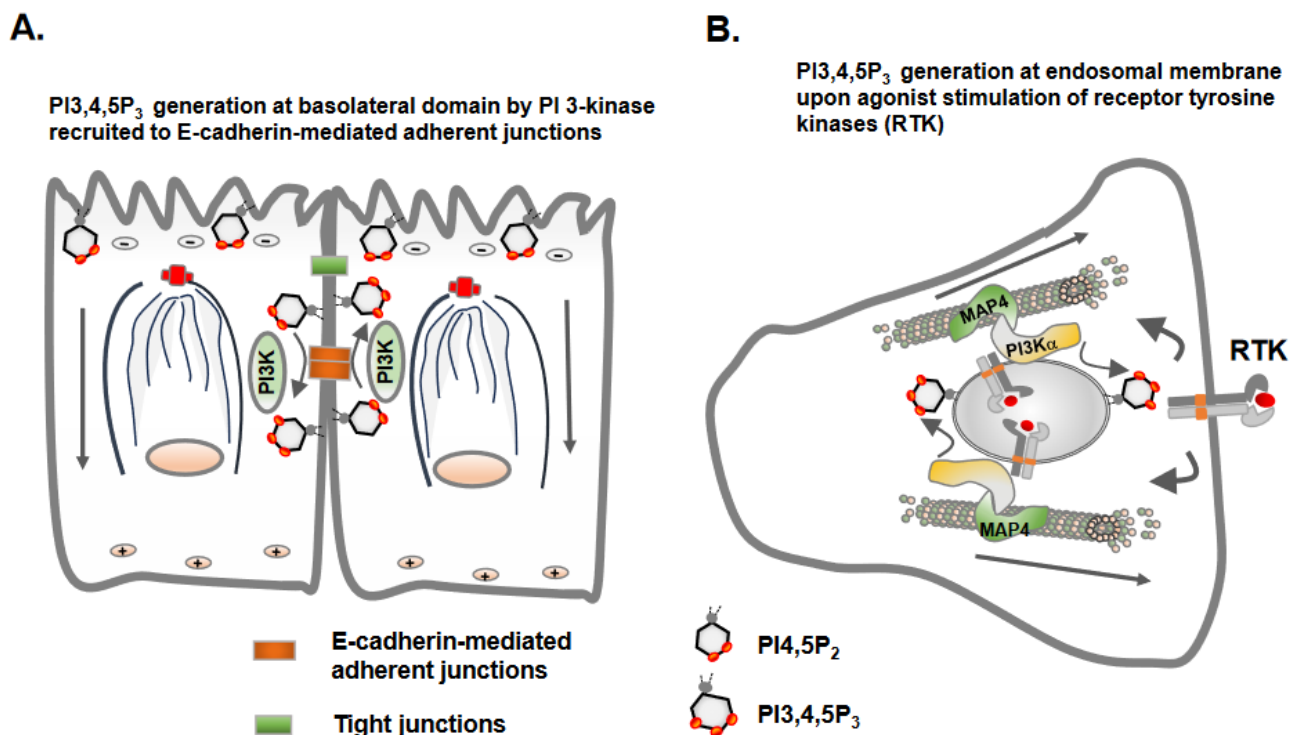 A.
PI3,4,5P₃ generation at basolateral domain by PI 3-kinase
recruited to E-cadherin-mediated adherent junctions
- - - - - -
PI3K
PI3K
+ + + + + +
E-cadherin-mediated
adherent junctions
Tight junctions
B.
PI3,4,5P₃ generation at endosomal membrane
upon agonist stimulation of receptor tyrosine
kinases (RTK)
MAP4
PI3Kα
RTK
MAP4
PI4,5P₂
PI3,4,5P₃